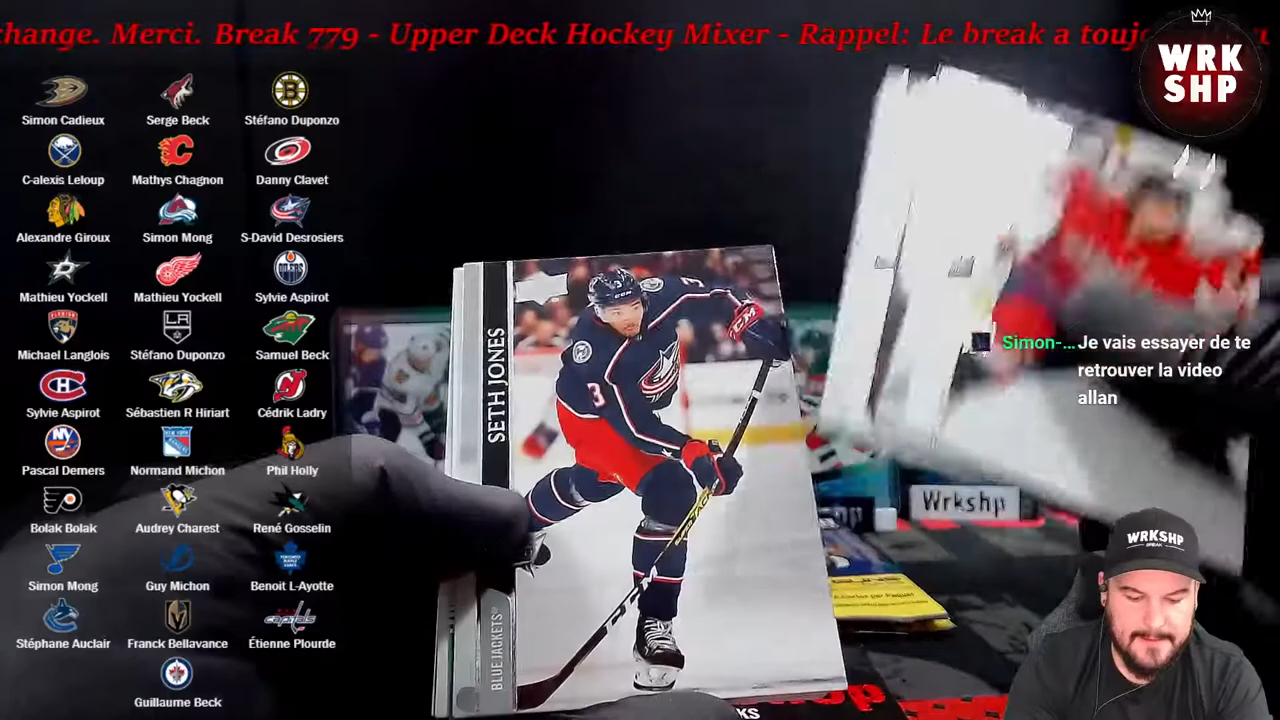 change. Merci. Break 779 - Upper Deck Hockey Mixer - Rappel: Le break a
WRK
SHP
Simon Cadieux
Serge Beck
Stéfano Duponzo
C-alexis Leloup
Mathys Chagnon
Danny Clavet
Alexandre Giroux
Simon Mong
S-David Desrosiers
Mathieu Yockell
Mathieu Yockell
Sylvie Aspirot
Michael Langlois
Stéfano Duponzo
Samuel Beck
Sylvie Aspirot
Sébastien R Hiriart
Cédrik Ladry
Pascal Demers
Normand Michon
Phil Holly
Bolak Bolak
Audrey Charest
René Gosselin
Simon Mong
Guy Michon
Benoit L-Ayotte
Stéphane Auclair
Franck Bellavance
Étienne Plourde
Guillaume Beck
SETH JONES
BLUE JACKETS
3
3
CCM
Simon-... Je vais essayer de te
retrouver la video
allan
Wrkshp
WRKSHP
BREAK